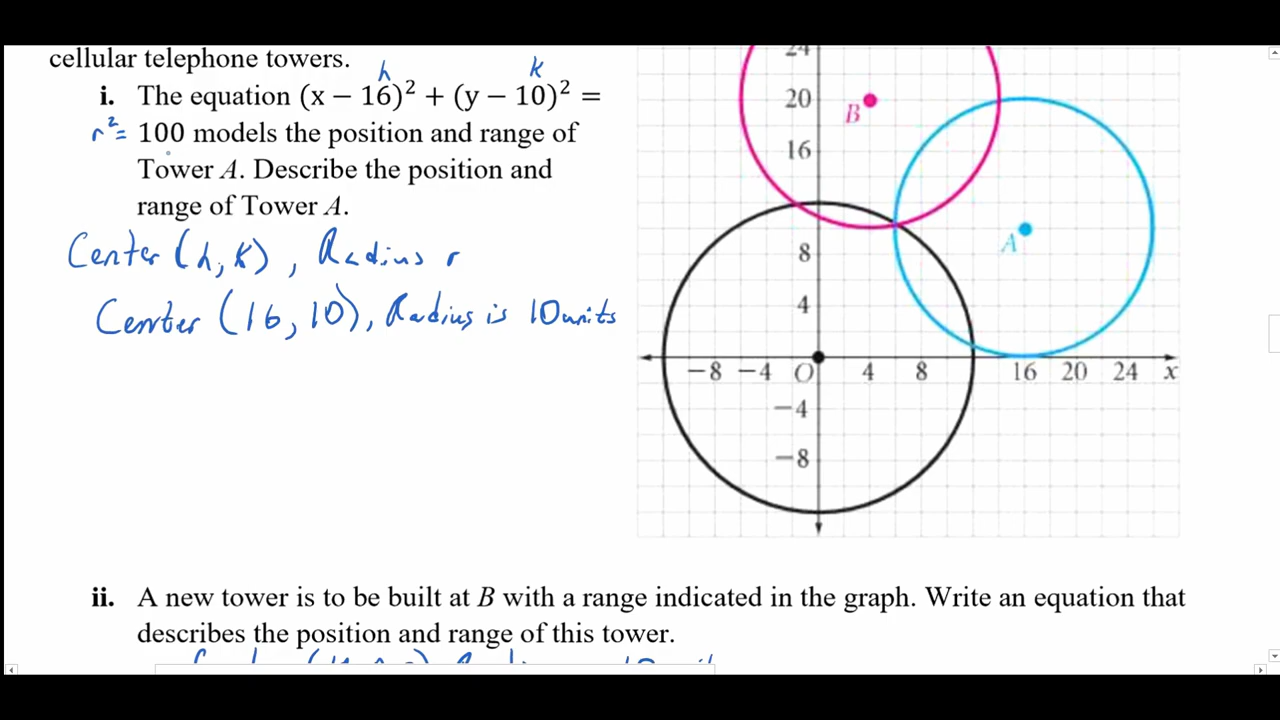 cellular telephone towers.
h k
i. The equation (x − 16)² + (y − 10)² =
r² = 100 models the position and range of
Tower A. Describe the position and
range of Tower A.
Center (h, k), Radius r
Center (16, 10), Radius is 10 units
24
20
B
16
8
A
4
−8 −4 O 4 8 16 20 24 x
−4
−8
ii. A new tower is to be built at B with a range indicated in the graph. Write an equation that
describes the position and range of this tower.